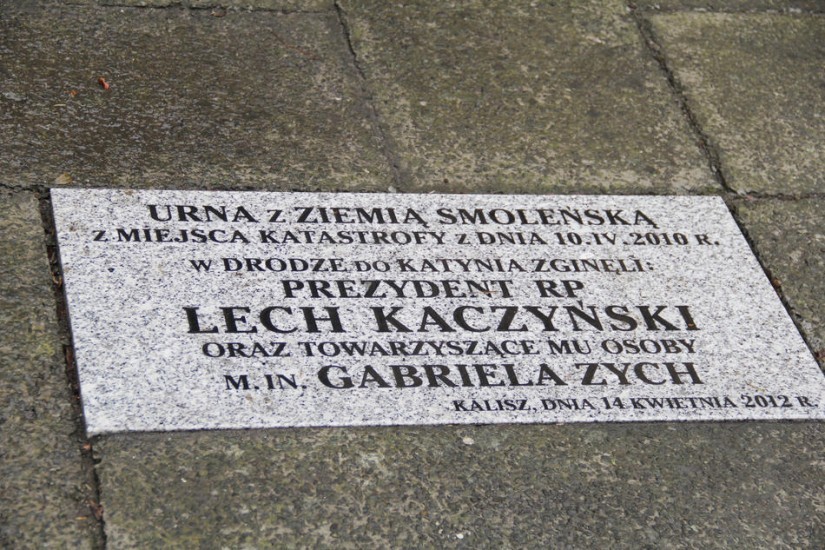 URNA Z ZIEMIĄ SMOLEŃSKĄ
Z MIEJSCA KATASTROFY Z DNIA 10.IV.2010 R.
W DRODZE DO KATYNIA ZGINĘLI:
PREZYDENT RP
LECH KACZYŃSKI
ORAZ TOWARZYSZĄCE MU OSOBY
M.IN. GABRIELA ZYCH
KALISZ, DNIA 14 KWIETNIA 2012 R.